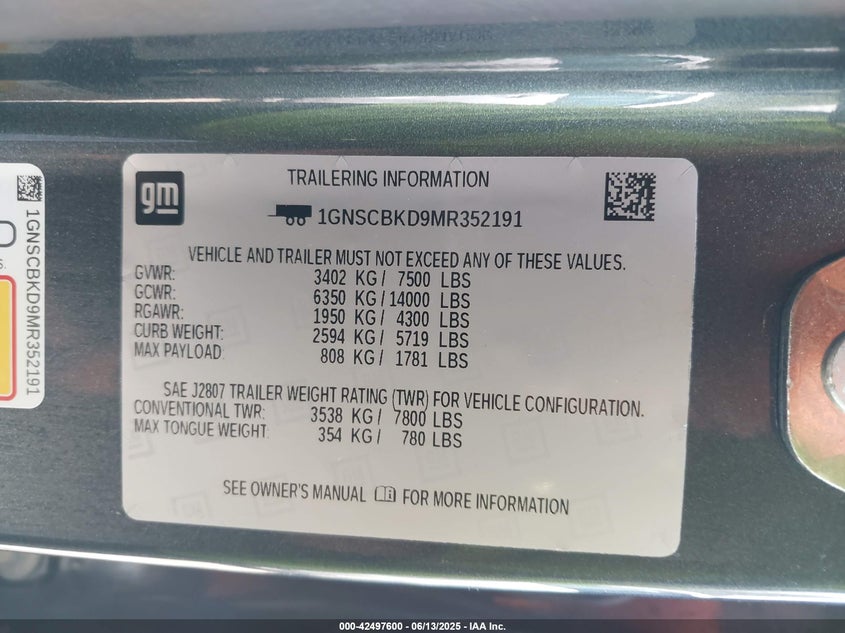 gm
TRAILERING INFORMATION
1GNSCBKD9MR352191
VEHICLE AND TRAILER MUST NOT EXCEED ANY OF THESE VALUES.
GVWR: 3402 KG / 7500 LBS
GCWR: 6350 KG / 14000 LBS
RGAWR: 1950 KG / 4300 LBS
CURB WEIGHT: 2594 KG / 5719 LBS
MAX PAYLOAD: 808 KG / 1781 LBS
SAE J2807 TRAILER WEIGHT RATING (TWR) FOR VEHICLE CONFIGURATION.
CONVENTIONAL TWR: 3538 KG / 7800 LBS
MAX TONGUE WEIGHT: 354 KG / 780 LBS
SEE OWNER'S MANUAL FOR MORE INFORMATION
1GNSCBKD9MR352191
000-42497600 - 06/13/2025 - IAA Inc.